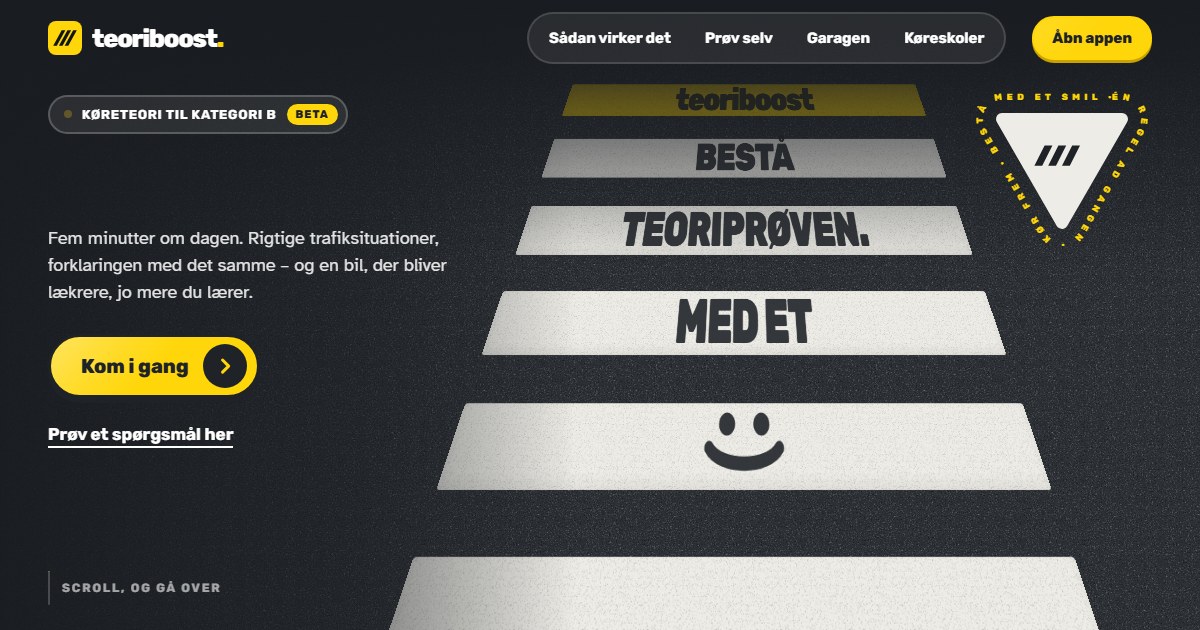 teoriboost.
Sådan virker det
Prøv selv
Garagen
Køreskoler
Åbn appen
KØRETEORI TIL KATEGORI B
BETA
teoriboost
BESTÅ
TEORIPRØVEN.
MED ET
BESTÅ MED ET SMIL · ÉN REGEL AD GANGEN · KØR FREM ·
Fem minutter om dagen. Rigtige trafiksituationer,
forklaringen med det samme – og en bil, der bliver
lækrere, jo mere du lærer.
Kom i gang
Prøv et spørgsmål her
SCROLL, OG GÅ OVER